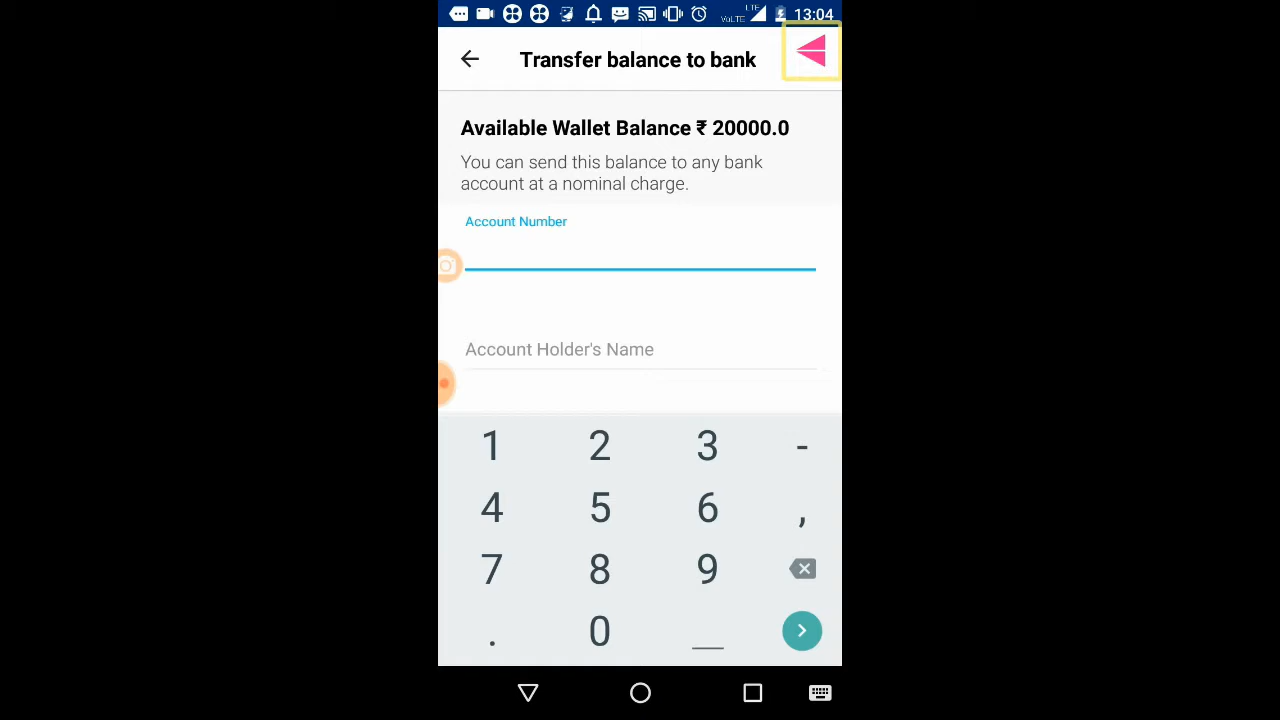 VoLTE LTE 13:04
Transfer balance to bank
Available Wallet Balance ₹ 20000.0
You can send this balance to any bank
account at a nominal charge.
Account Number
Account Holder's Name
1 2 3 -
4 5 6 ,
7 8 9
. 0 _